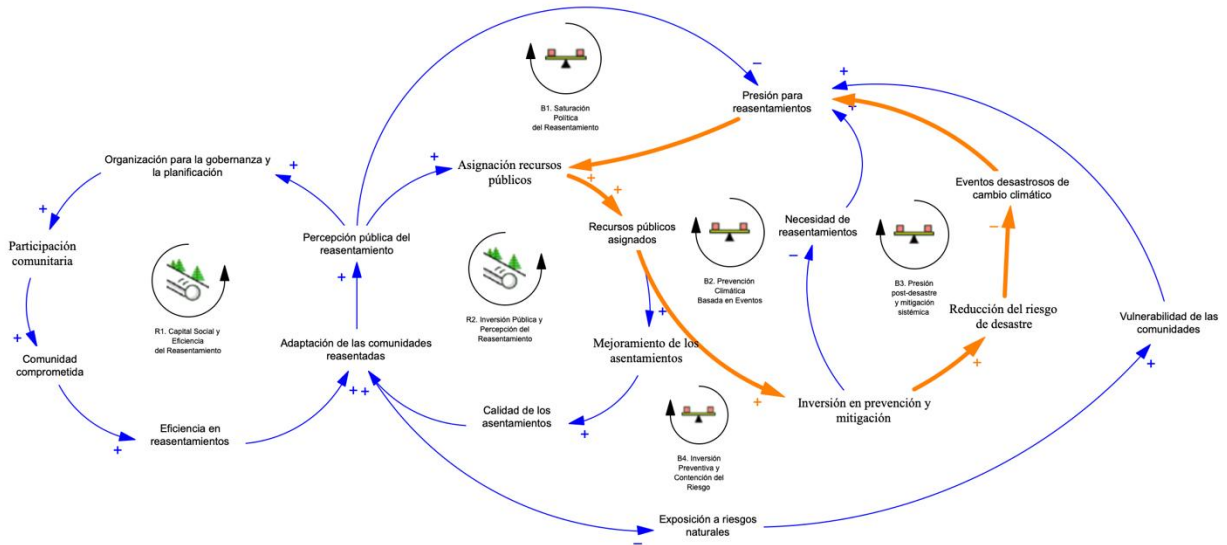 B1. Saturación
Política
del Reasentamiento
Presión para
reasentamientos
Organización para la gobernanza y
la planificación
Asignación recursos
públicos
Eventos desastrosos de
cambio climático
Participación
comunitaria
Percepción pública del
reasentamiento
Recursos públicos
asignados
Necesidad de
reasentamientos
R1. Capital Social y
Eficiencia
del Reasentamiento
R2. Inversión Pública y
Percepción del
Reasentamiento
B2. Prevención
Climática
Basada en Eventos
B3. Presión
post-desastre
y mitigación
sistémica
Reducción del riesgo
de desastre
Vulnerabilidad de las
comunidades
Comunidad
comprometida
Adaptación de las comunidades
reasentadas
Mejoramiento de los
asentamientos
Calidad de los
asentamientos
Inversión en prevención y
mitigación
Eficiencia en
reasentamientos
B4. Inversión
Preventiva y
Contención del
Riesgo
Exposición a riesgos
naturales